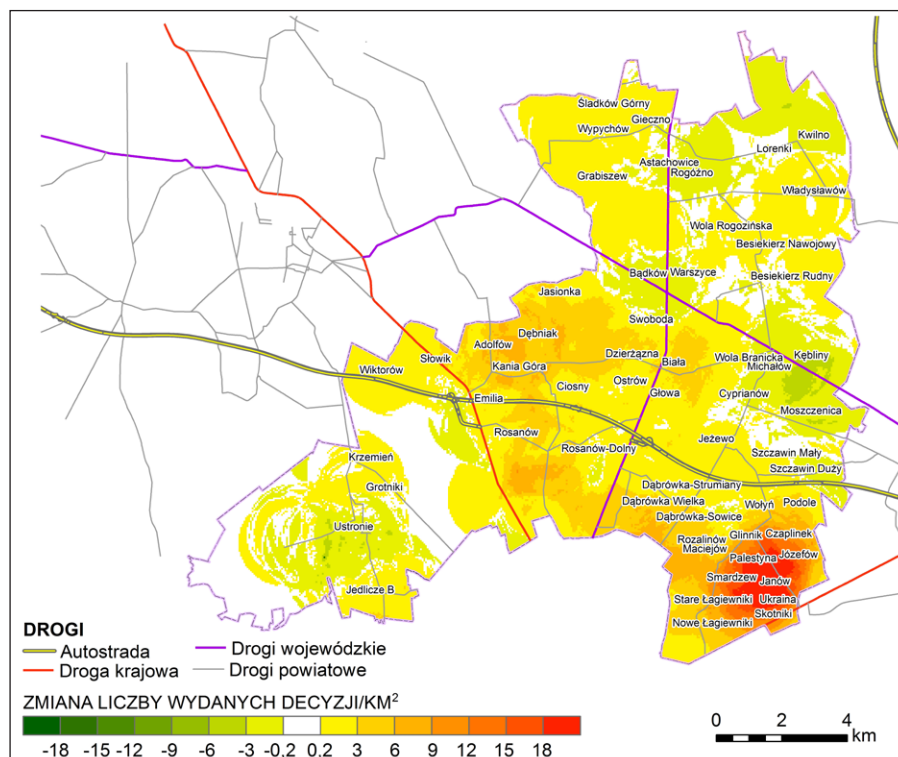 Śladków Górny
Gieczno
Wypychów
Kwilno
Lorenki
Astachowice
Rogóźno
Grabiszew
Władysławów
Wola Rogozińska
Besiekierz Nawojowy
Bądków Warszyce
Besiekierz Rudny
Jasionka
Swoboda
Dębniak
Adolfów
Słowik
Dzierżązna
Biała
Wola Branicka
Kębliny
Michałów
Wiktorów
Kania Góra
Ciosny
Ostrów
Głowa
Cyprianów
Emilia
Moszczenica
Rosanów
Rosanów-Dolny
Jeżewo
Szczawin Mały
Krzemień
Szczawin Duży
Grotniki
Dąbrówka-Strumiany
Dąbrówka Wielka
Wołyń
Podole
Dąbrówka-Sowice
Ustronie
Rozalinów
Glinnik
Czaplinek
Maciejów
Palestyna
Józefów
Smardzew
Janów
Jedlicze B
Stare Łagiewniki
Ukraina
Skotniki
Nowe Łagiewniki
DROGI
Autostrada
Drogi wojewódzkie
Droga krajowa
Drogi powiatowe
ZMIANA LICZBY WYDANYCH DECYZJI/KM²
-18 -15 -12 -9 -6 -3 -0.2 0.2 3 6 9 12 15 18
0 2 4
km